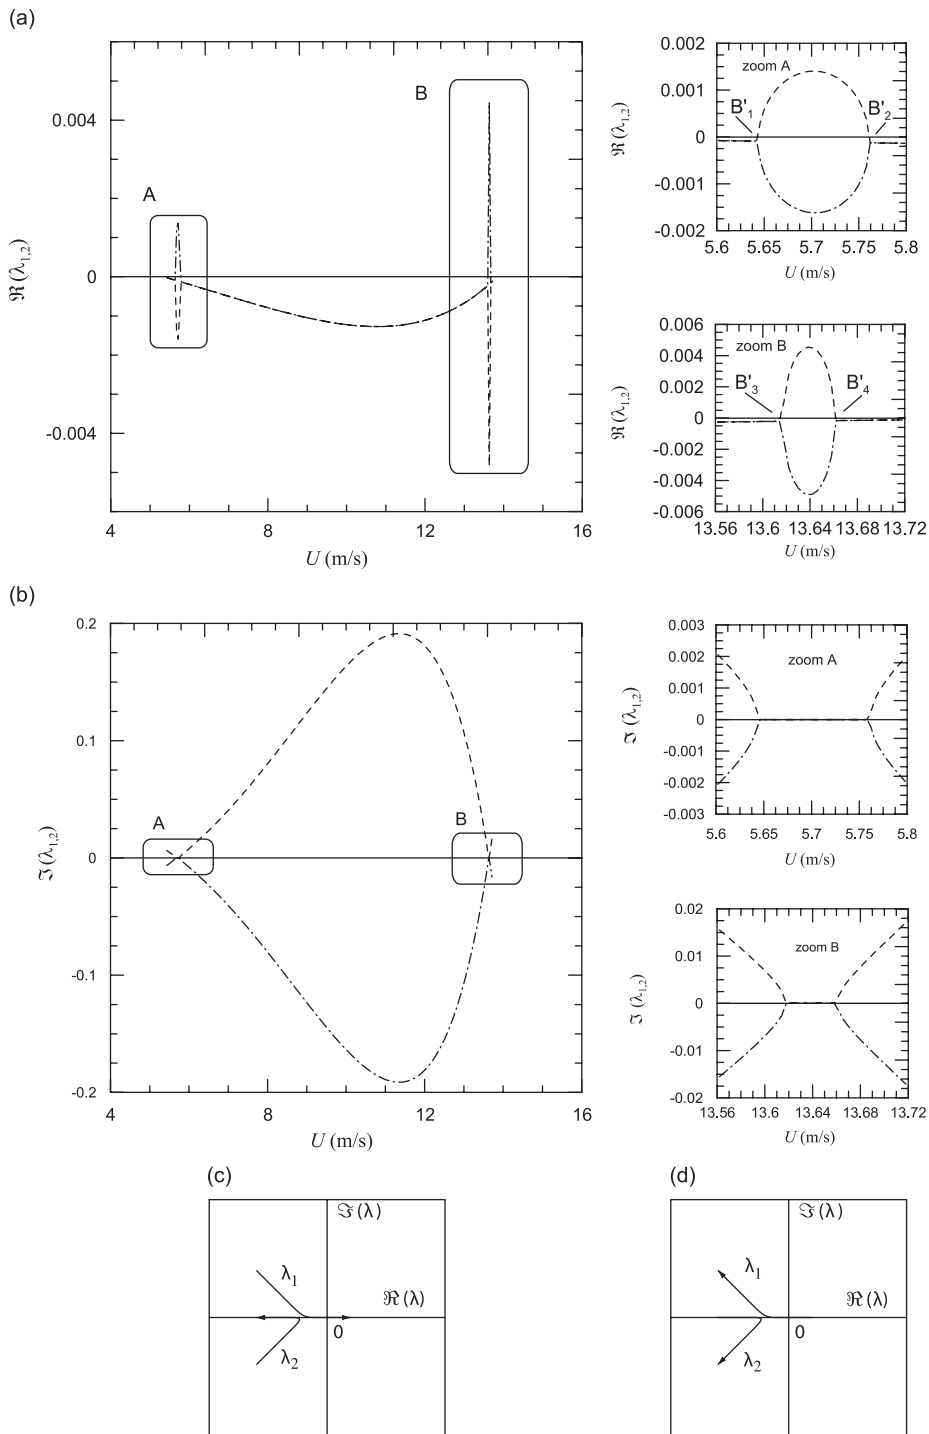 (a)
A
B
0.004
0
-0.004
4
8
12
16
ℜ (λ1,2)
U (m/s)
zoom A
B'1
B'2
0.002
0.001
0
-0.001
-0.002
5.6
5.65
5.7
5.75
5.8
ℜ (λ1,2)
U (m/s)
zoom B
B'3
B'4
0.006
0.004
0.002
0
-0.002
-0.004
-0.006
13.56
13.6
13.64
13.68
13.72
ℜ (λ1,2)
U (m/s)
(b)
A
B
0.2
0.1
0
-0.1
-0.2
4
8
12
16
ℑ (λ1,2)
U (m/s)
zoom A
0.003
0.002
0.001
0
-0.001
-0.002
-0.003
5.6
5.65
5.7
5.75
5.8
ℑ (λ1,2)
U (m/s)
zoom B
0.02
0.01
0
-0.01
-0.02
13.56
13.6
13.64
13.68
13.72
ℑ (λ1,2)
U (m/s)
(c)
ℑ (λ)
λ1
ℜ (λ)
0
λ2
(d)
ℑ (λ)
λ1
ℜ (λ)
0
λ2